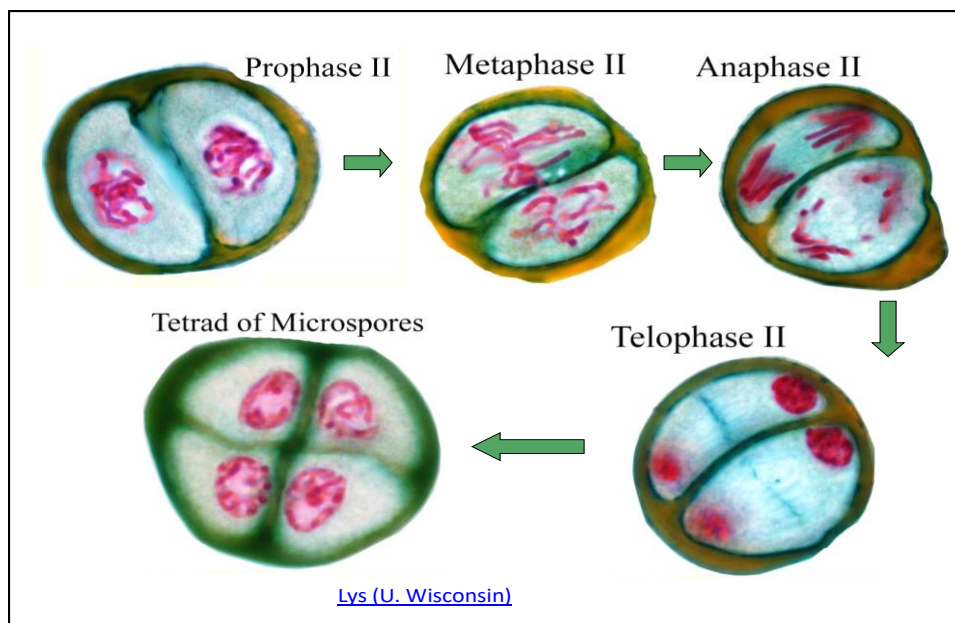 Prophase II
Metaphase II
Anaphase II
Tetrad of Microspores
Telophase II
Lys (U. Wisconsin)